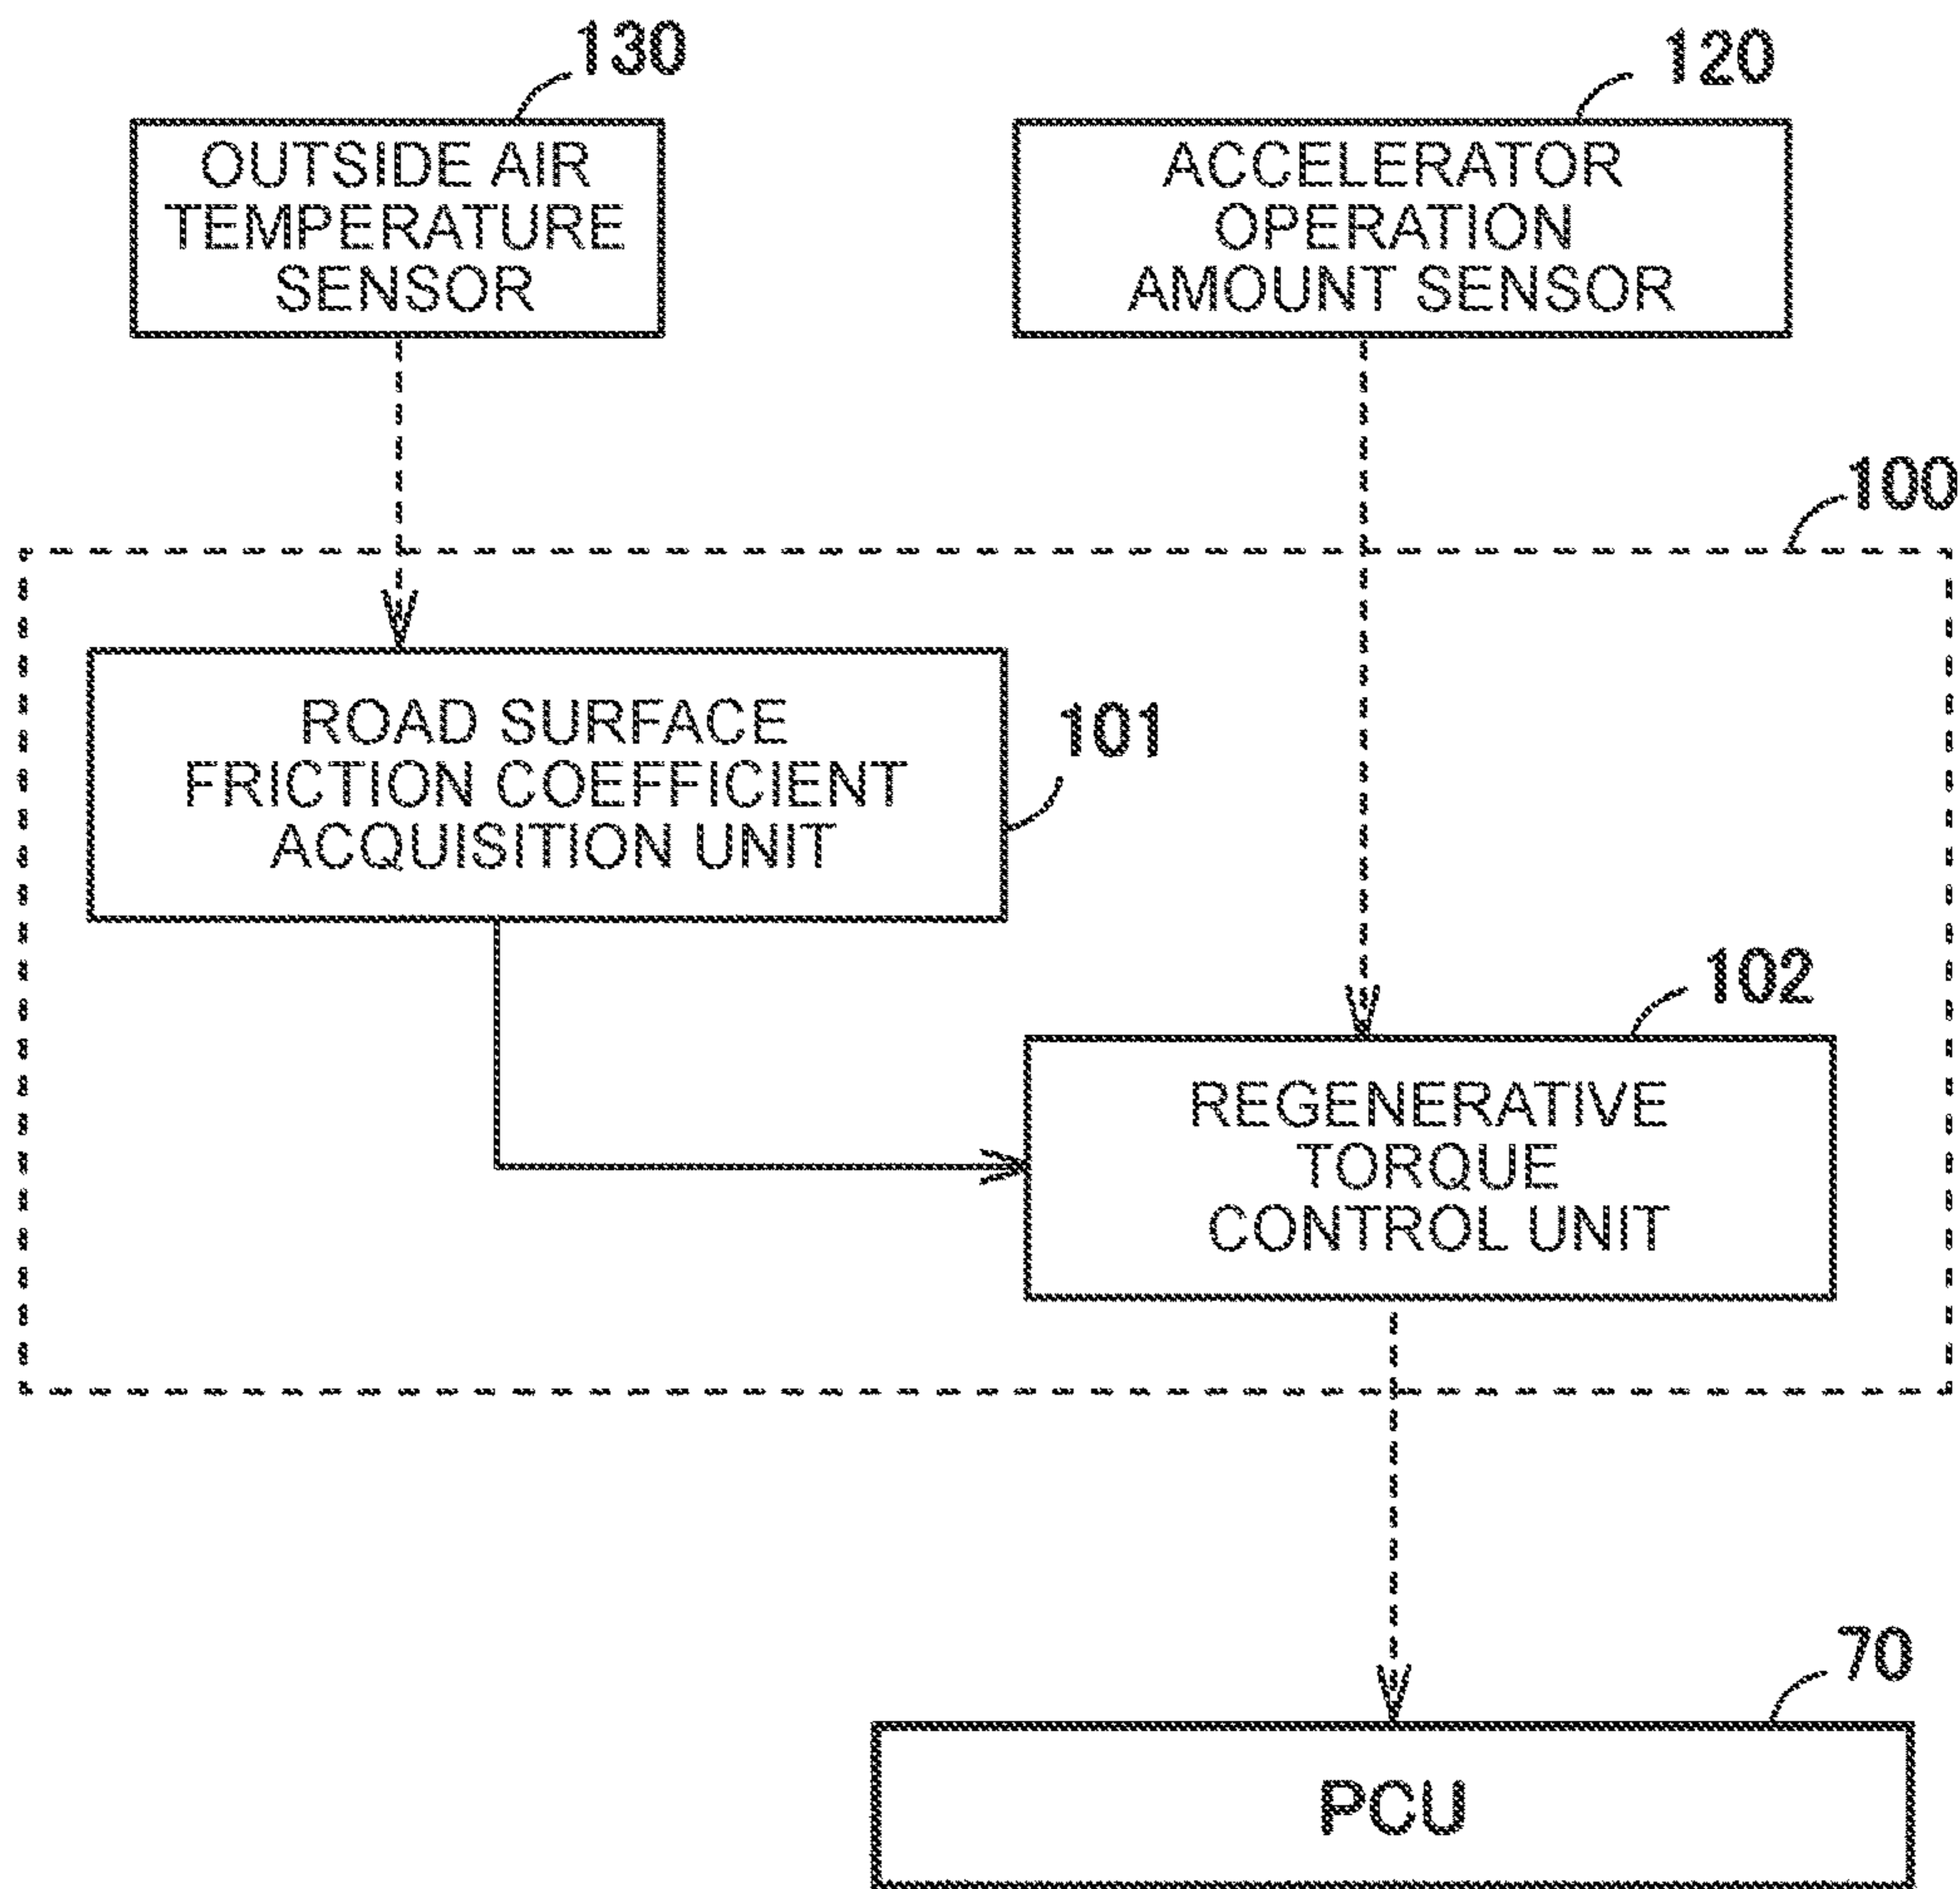 130
OUTSIDE AIR
TEMPERATURE
SENSOR
120
ACCELERATOR
OPERATION
AMOUNT SENSOR
100
ROAD SURFACE
FRICTION COEFFICIENT
ACQUISITION UNIT
101
102
REGENERATIVE
TORQUE
CONTROL UNIT
70
PCU